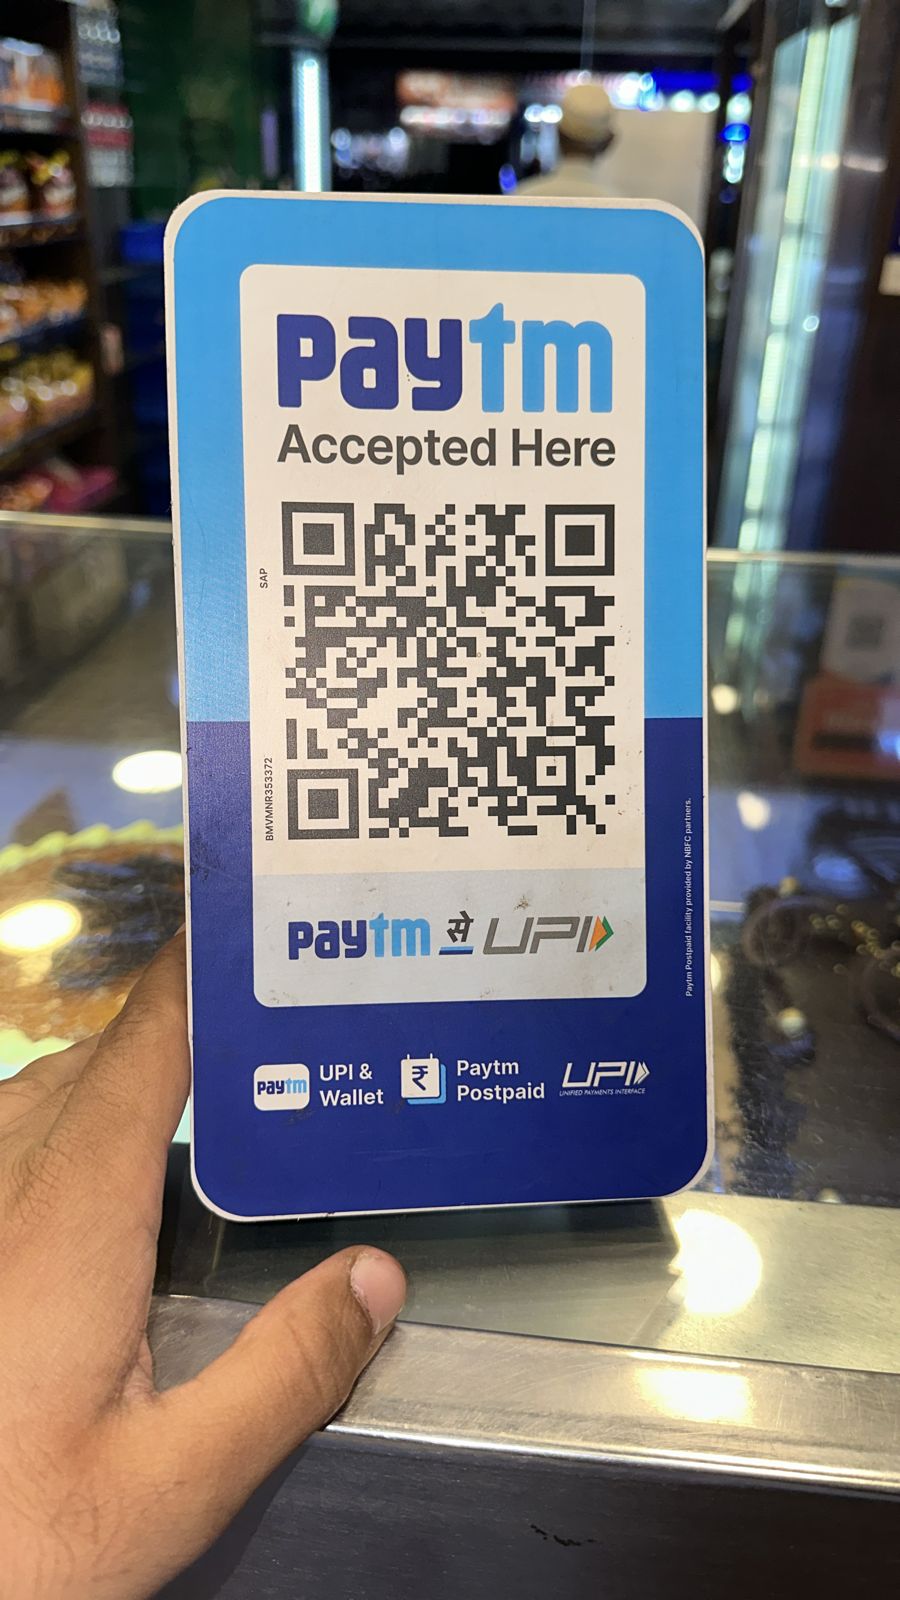 paytm
Accepted Here
SAP
BMVMNR353372
paytm से UPI
Paytm Postpaid facility provided by NBFC partners.
paytm
UPI &
Wallet
₹
Paytm
Postpaid
UPI
UNIFIED PAYMENTS INTERFACE